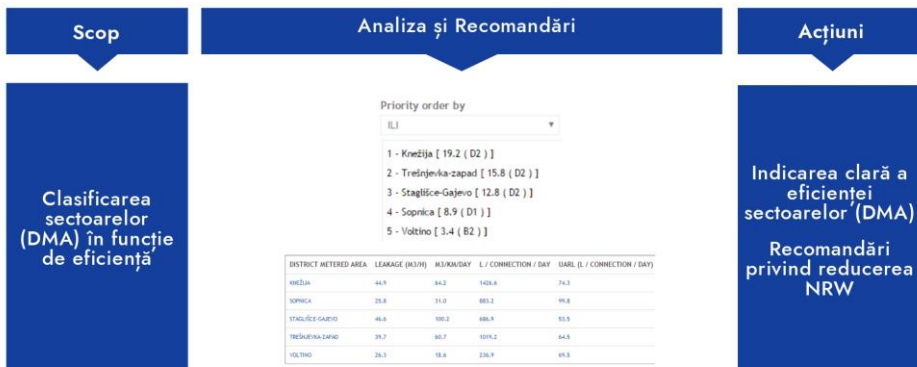 Scop
Analiza și Recomandări
Acțiuni
Clasificarea
sectoarelor
(DMA) în funcție
de eficiență
Priority order by
ILI
1 - Knežija [ 19.2 ( D2 ) ]
2 - Trešnjevka-zapad [ 15.8 ( D2 ) ]
3 - Staglišce-Gajevo [ 12.8 ( D2 ) ]
4 - Sopnica [ 8.9 ( D1 ) ]
5 - Voltino [ 3.4 ( B2 ) ]
DISTRICT METERED AREA LEAKAGE (M3/H) M3/KM/DAY L / CONNECTION / DAY UARL (L / CONNECTION / DAY)
KNEŽIJA 44.9 64.2 1426.6 74.3
SOPNICA 25.8 31.0 883.2 99.8
STAGLIŠCE-GAJEVO 46.6 100.2 686.9 53.5
TREŠNJEVKA-ZAPAD 39.7 60.7 1019.2 64.5
VOLTINO 26.3 18.6 236.9 69.5
Indicarea clară a
eficienței
sectoarelor (DMA)
Recomandări
privind reducerea
NRW